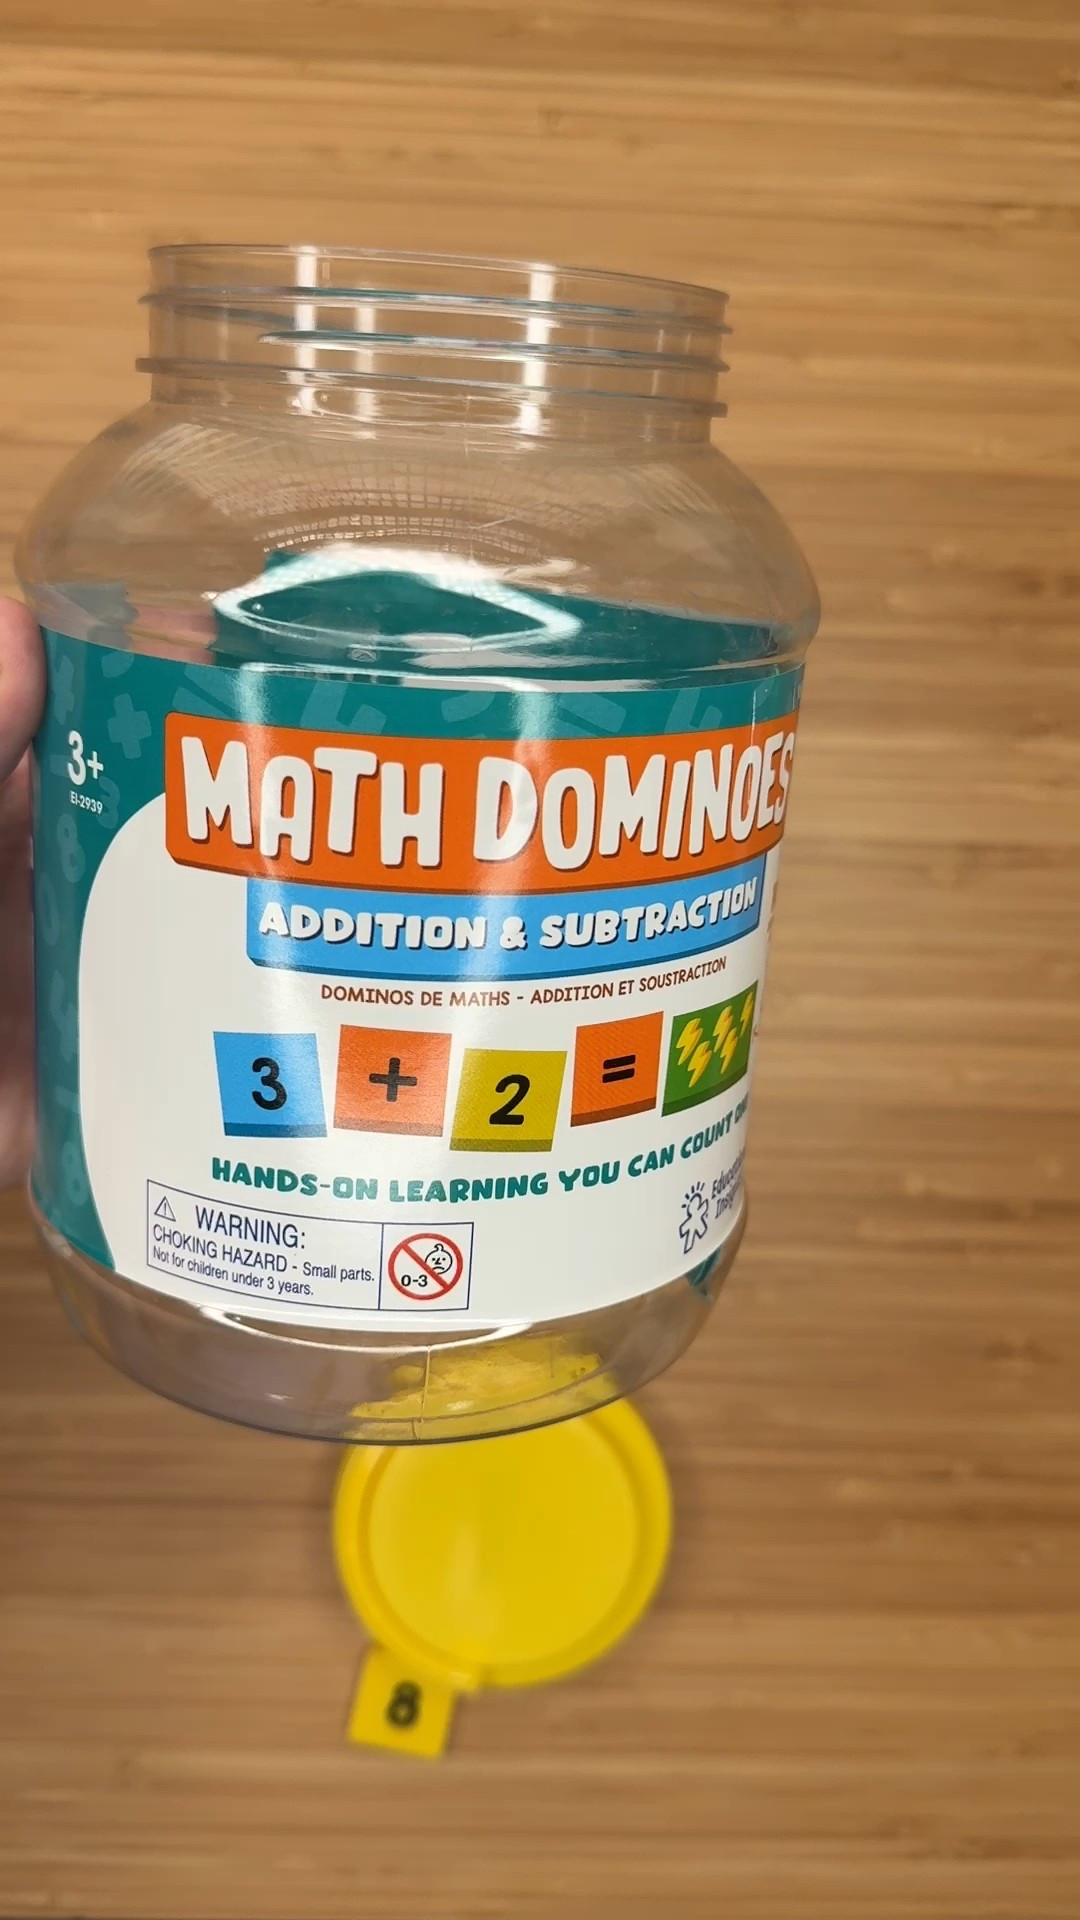 3+
EI-2939
MATH DOMINOES
ADDITION & SUBTRACTION
DOMINOS DE MATHS - ADDITION ET SOUSTRACTION
3 + 2 =
HANDS-ON LEARNING YOU CAN COUNT
WARNING:
CHOKING HAZARD - Small parts.
Not for children under 3 years.
0-3
8